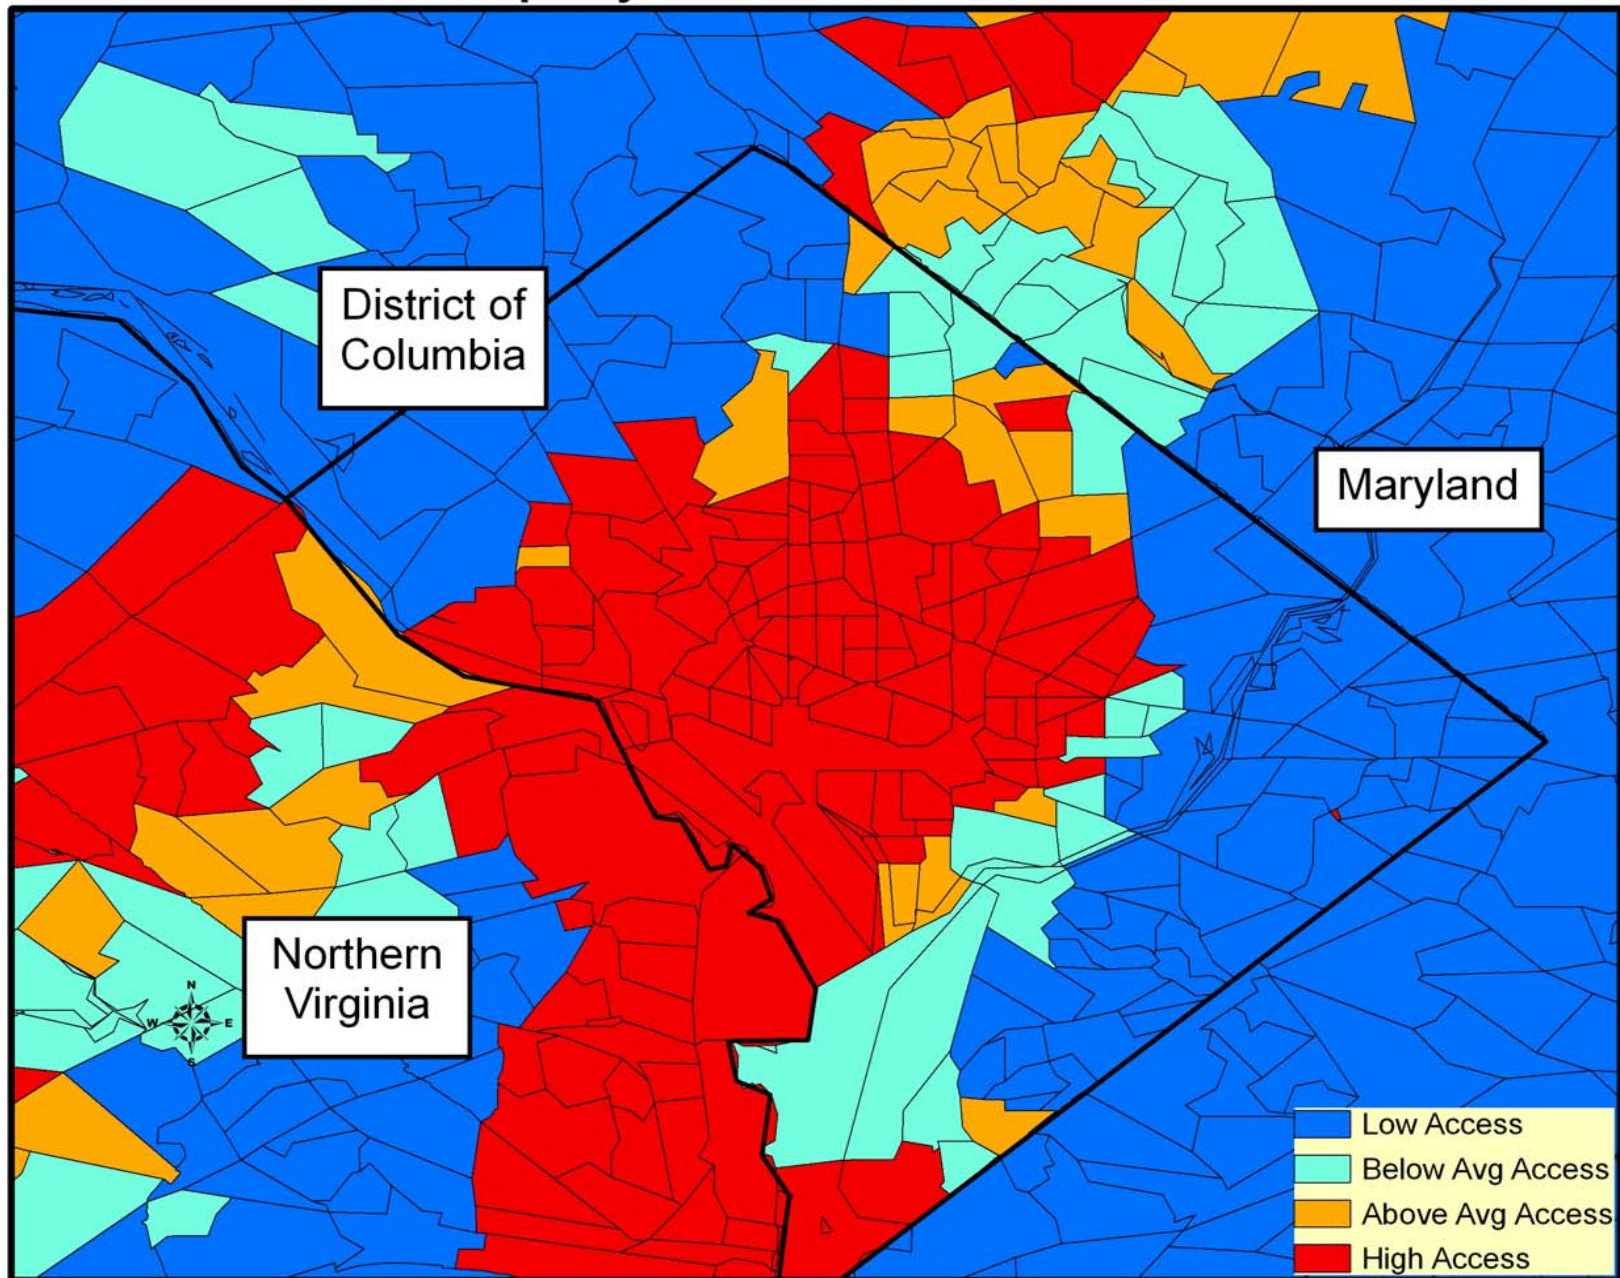 District of
Columbia
Maryland
Northern
Virginia
N
W
E
S
Low Access
Below Avg Access
Above Avg Access
High Access